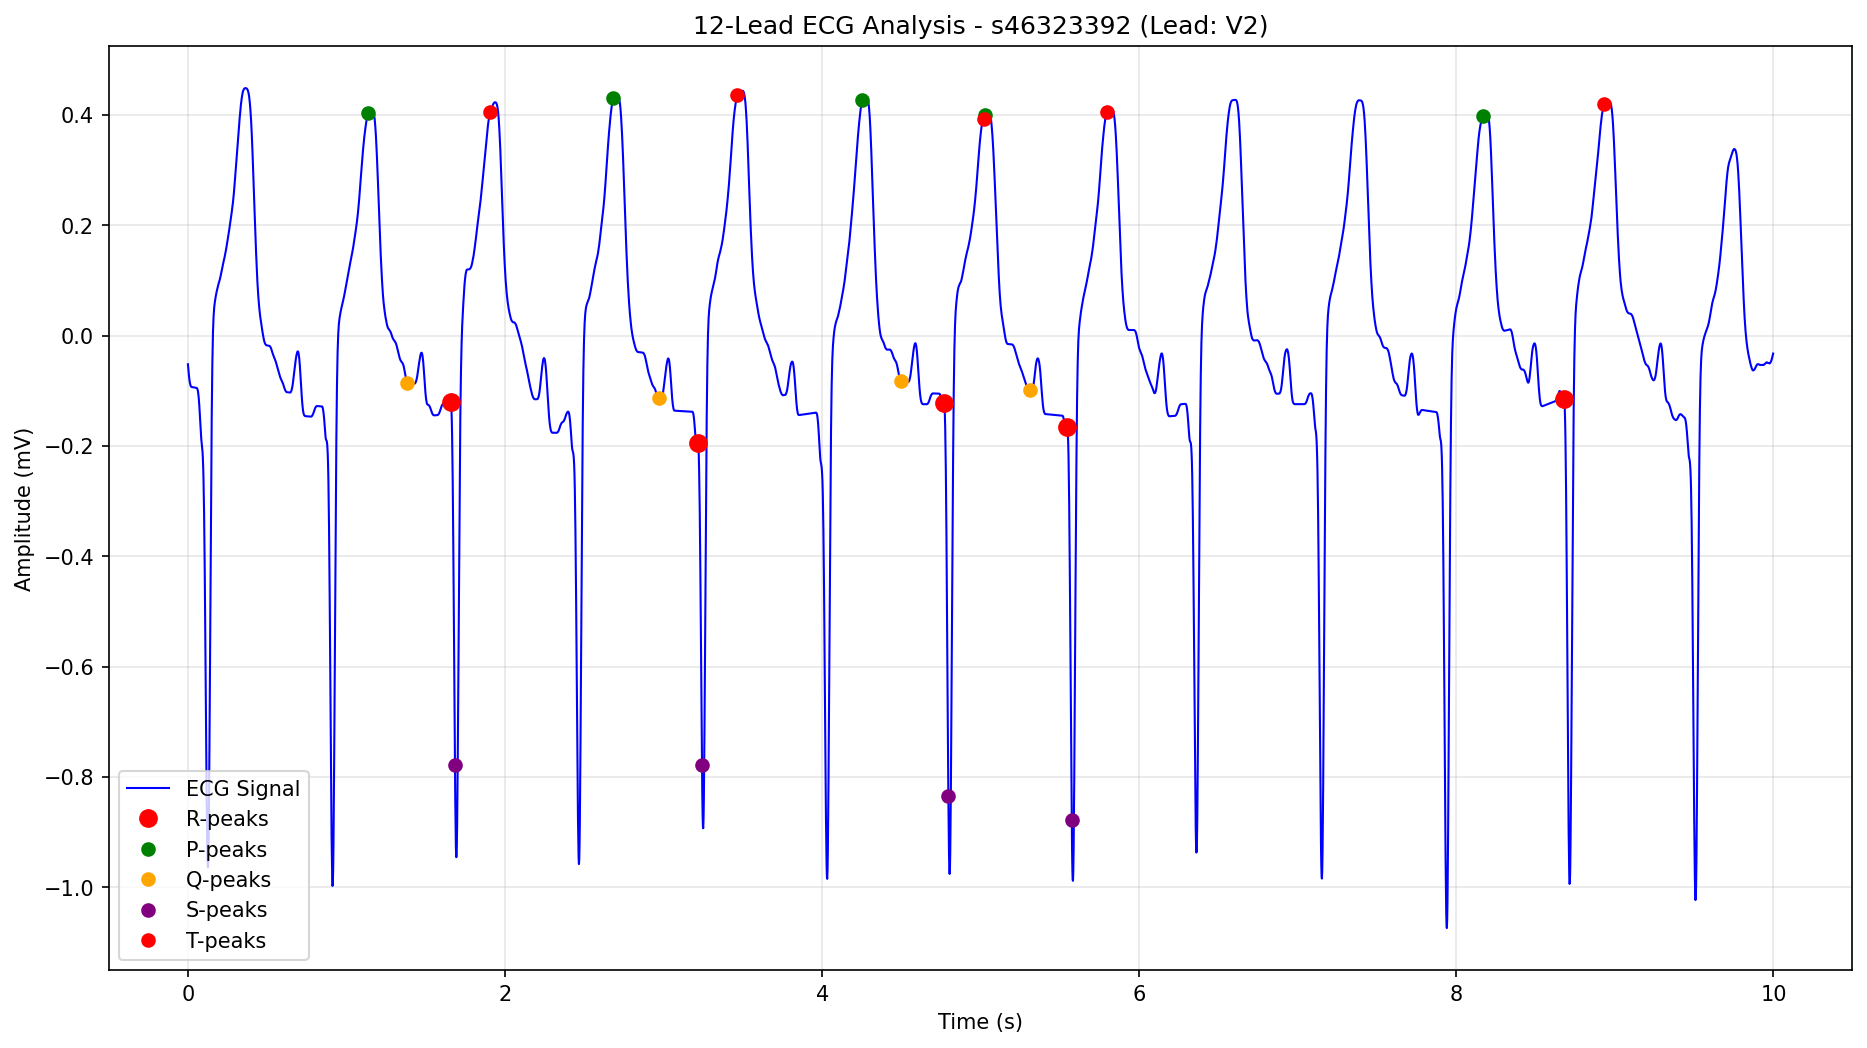 12-Lead ECG Analysis - s46323392 (Lead: V2)
Amplitude (mV)
0.4
0.2
0.0
−0.2
−0.4
−0.6
−0.8
−1.0
ECG Signal
R-peaks
P-peaks
Q-peaks
S-peaks
T-peaks
0 2 4 6 8 10
Time (s)